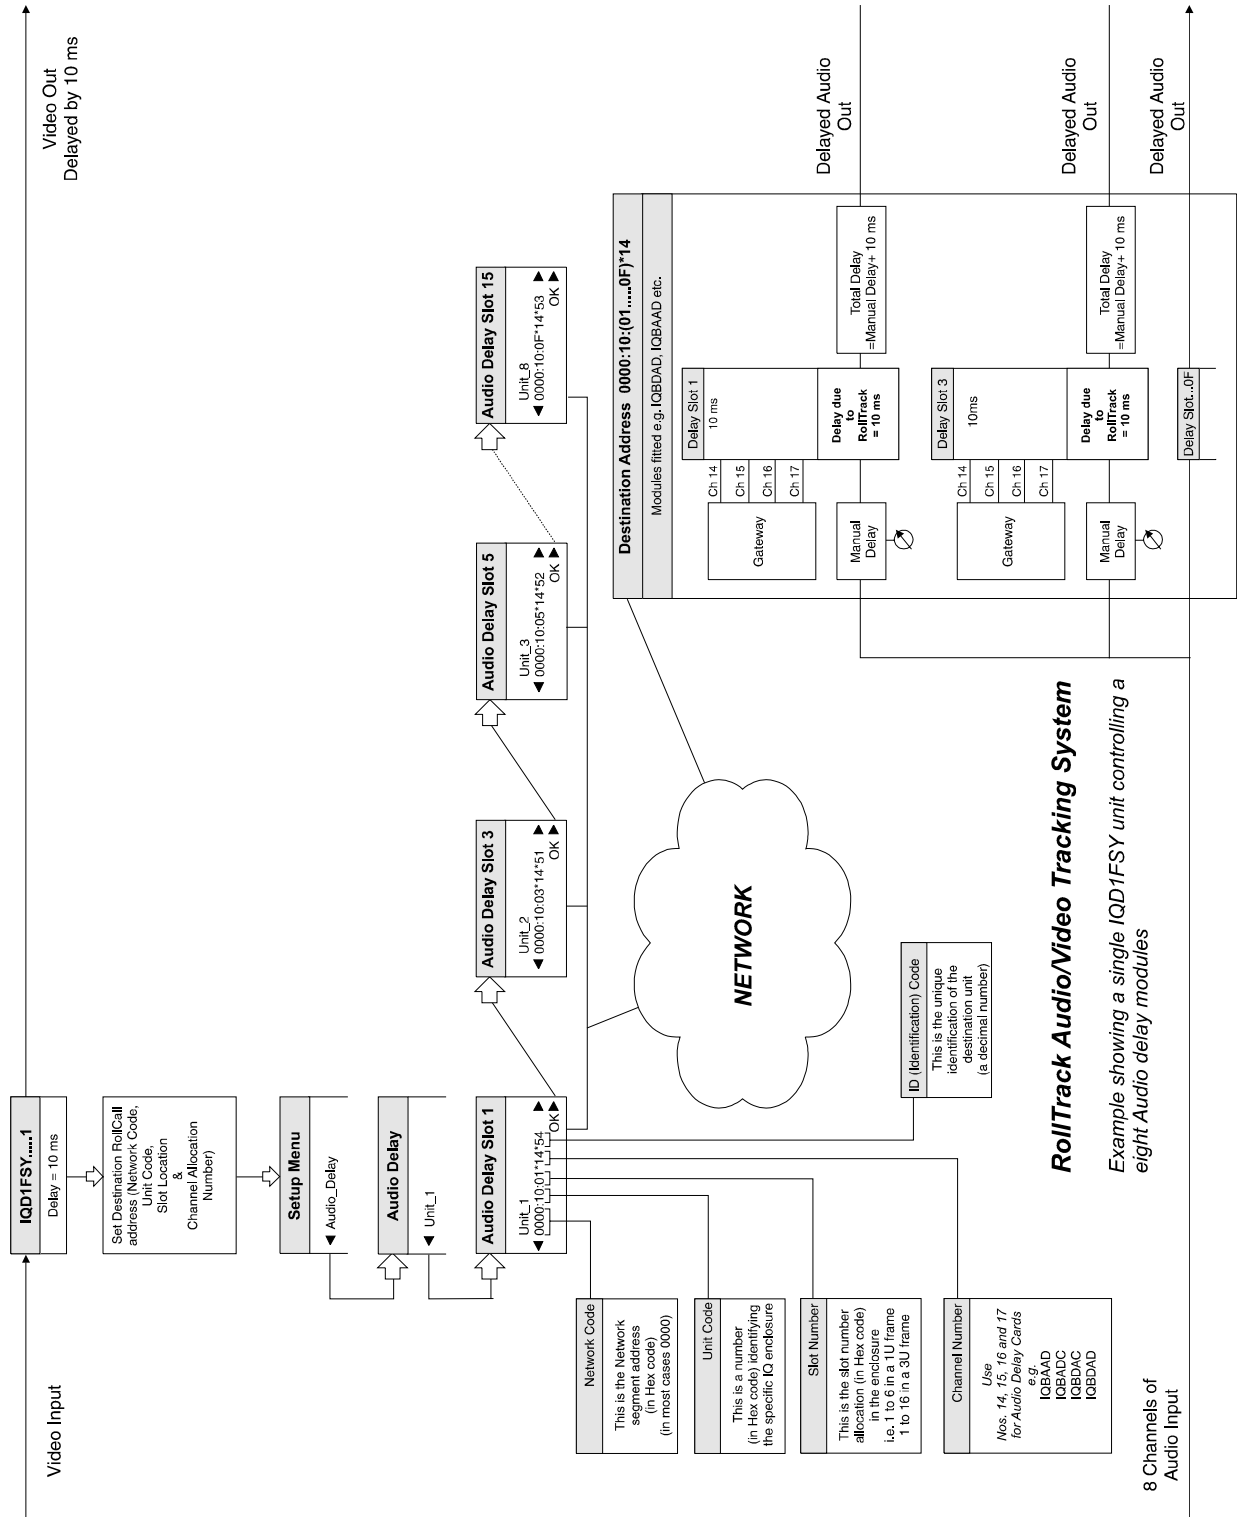 Video Input
Video Out
Delayed by 10 ms
IQD1FSY.....1
Delay = 10 ms
Set Destination RollCall
address (Network Code,
Unit Code,
Slot Location
&
Channel Allocation
Number)
Setup Menu
◀ Audio_Delay
Audio Delay
◀ Unit_1
Audio Delay Slot 1
Unit_1
◀ 0000:10:01*14*54 ▶
OK ▶
Audio Delay Slot 3
Unit_2
◀ 0000:10:03*14*51 ▶
OK ▶
Audio Delay Slot 5
Unit_3
◀ 0000:10:05*14*52 ▶
OK ▶
Audio Delay Slot 15
Unit_8
◀ 0000:10:0F*14*53 ▶
OK ▶
Network Code
This is the Network
segment address
(in Hex code)
(in most cases 0000)
Unit Code
This is a number
(in Hex code) identifying
the specific IQ enclosure
Slot Number
This is the slot number
allocation (in Hex code)
in the enclosure
i.e. 1 to 6 in a 1U frame
1 to 16 in a 3U frame
Channel Number
Use
Nos. 14, 15, 16 and 17
for Audio Delay Cards
e.g.
IQBAAD
IQBADC
IQBDAC
IQBDAD
ID (Identification) Code
This is the unique
identification of the
destination unit
(a decimal number)
NETWORK
Destination Address 0000:10:(01.....0F)*14
Modules fitted e.g. IQBDAD, IQBAAD etc.
Gateway
Ch 14
Ch 15
Ch 16
Ch 17
Delay Slot 1
10 ms
Manual
Delay
Delay due
to
RollTrack
= 10 ms
Total Delay
=Manual Delay+ 10 ms
Delayed Audio
Out
Gateway
Ch 14
Ch 15
Ch 16
Ch 17
Delay Slot 3
10ms
Manual
Delay
Delay due
to
RollTrack
= 10 ms
Total Delay
=Manual Delay+ 10 ms
Delayed Audio
Out
Delay Slot...0F
Delayed Audio
Out
RollTrack Audio/Video Tracking System
Example showing a single IQD1FSY unit controlling a
eight Audio delay modules
8 Channels of
Audio Input